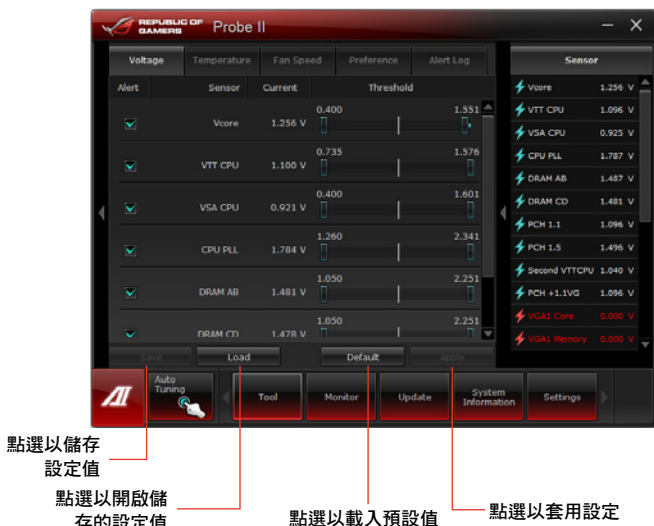 REPUBLIC OF GAMERS Probe II
Voltage Temperature Fan Speed Preference Alert Log
Alert Sensor Current Threshold
Vcore 1.256 V 0.400 1.551
VTT CPU 1.100 V 0.735 1.576
VSA CPU 0.921 V 0.400 1.601
CPU PLL 1.784 V 1.260 2.341
DRAM AB 1.481 V 1.050 2.251
DRAM CD 1.478 V 1.050 2.251
Save Load Default Apply
Sensor
Vcore 1.256 V
VTT CPU 1.096 V
VSA CPU 0.925 V
CPU PLL 1.787 V
DRAM AB 1.487 V
DRAM CD 1.481 V
PCH 1.1 1.096 V
PCH 1.5 1.496 V
Second VTTCPU 1.040 V
PCH +1.1VG 1.096 V
VGA1 Core 0.000 V
VGA1 Memory 0.000 V
AI
Auto
Tuning
Tool Monitor Update System Information Settings
點選以儲存
設定值
點選以開啟儲
存的設定值
點選以載入預設值
點選以套用設定